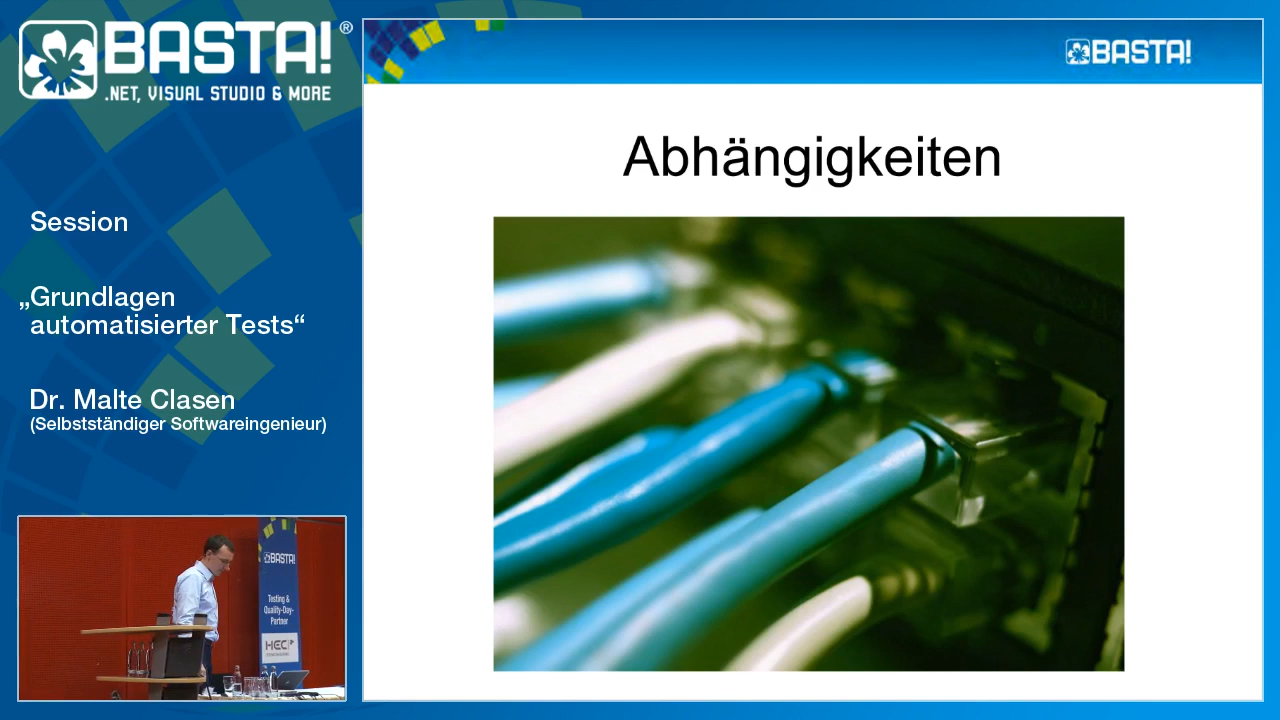 BASTA!®
.NET, VISUAL STUDIO & MORE
Session
„Grundlagen
automatisierter Tests“
Dr. Malte Clasen
(Selbstständiger Softwareingenieur)
BASTA!
Abhängigkeiten
BASTA!
Testing &
Quality-Day-
Partner
HEC